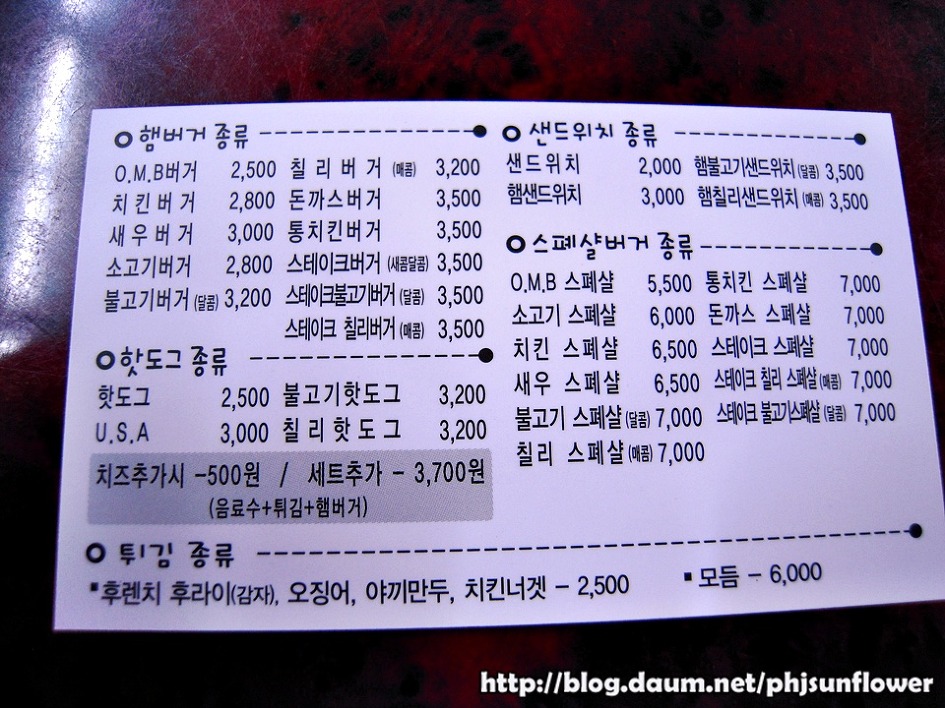 햄버거 종류
O.M.B버거 2,500 칠리버거 (매콤) 3,200
치킨버거 2,800 돈까스버거 3,500
새우버거 3,000 통치킨버거 3,500
소고기버거 2,800 스테이크버거 (새콤달콤) 3,500
불고기버거 (달콤) 3,200 스테이크불고기버거 (달콤) 3,500
스테이크 칠리버거 (매콤) 3,500
핫도그 종류
핫도그 2,500 불고기핫도그 3,200
U.S.A 3,000 칠리핫도그 3,200
치즈추가시 -500원 / 세트추가 - 3,700원
(음료수+튀김+햄버거)
샌드위치 종류
샌드위치 2,000 햄불고기샌드위치 (달콤) 3,500
햄샌드위치 3,000 햄칠리샌드위치 (매콤) 3,500
스폐샬버거 종류
O.M.B 스폐샬 5,500 통치킨 스폐샬 7,000
소고기 스폐샬 6,000 돈까스 스폐샬 7,000
치킨 스폐샬 6,500 스테이크 스폐샬 7,000
새우 스폐샬 6,500 스테이크 칠리 스폐샬 (매콤) 7,000
불고기 스폐샬 (달콤) 7,000 스테이크 불고기스폐샬 (달콤) 7,000
칠리 스폐샬 (매콤) 7,000
튀김 종류
▪후렌치 후라이(감자), 오징어, 야끼만두, 치킨너겟 - 2,500 ▪모듬 - 6,000
http://blog.daum.net/phjsunflower